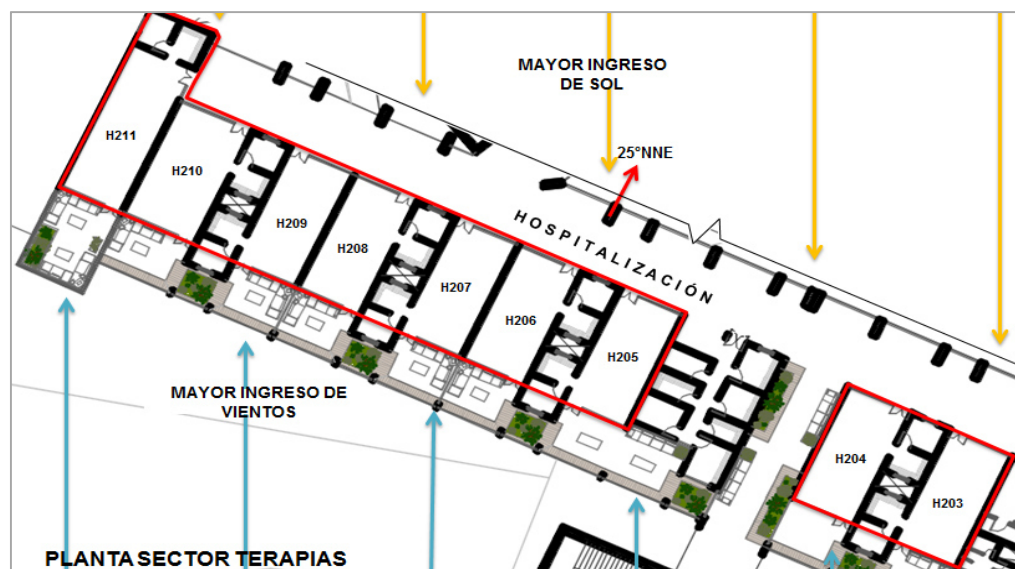 MAYOR INGRESO
DE SOL
25°NNE
H211
H210
H209
H208
HOSPITALIZACIÓN
H207
H206
H205
MAYOR INGRESO DE
VIENTOS
H204
H203
PLANTA SECTOR TERAPIAS